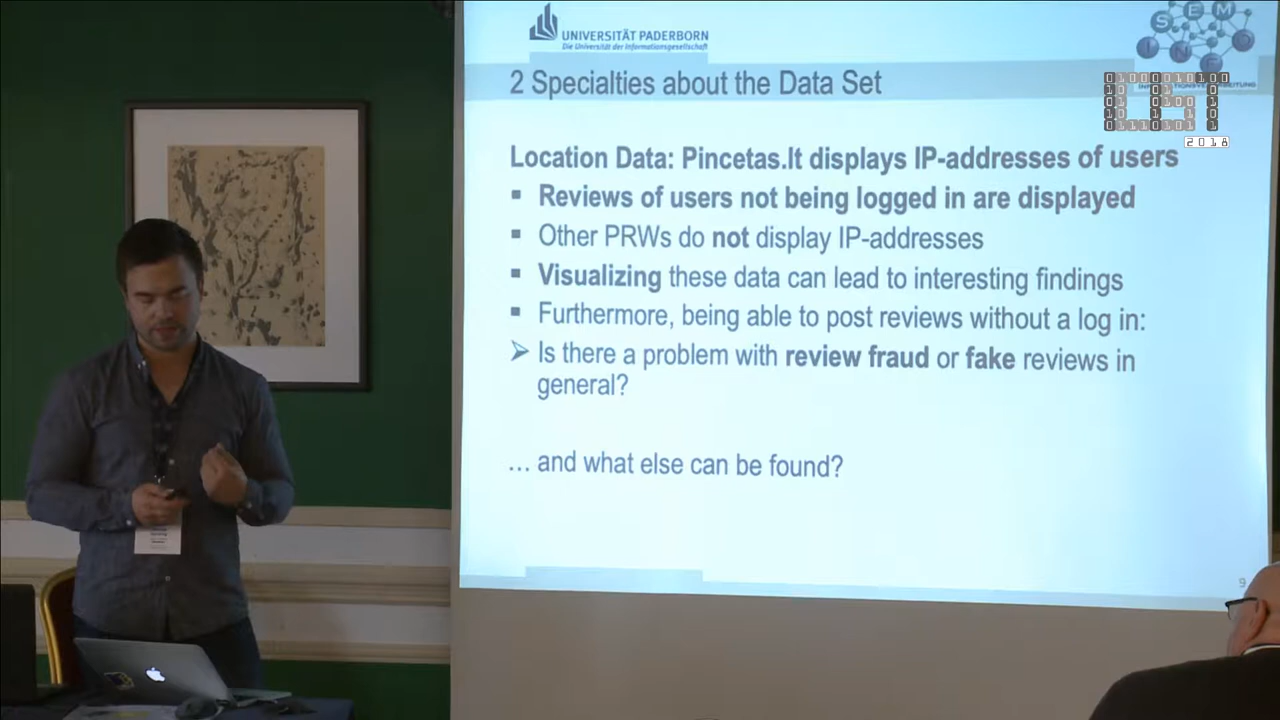 UNIVERSITÄT PADERBORN
Die Universität der Informationsgesellschaft
S E M
I N F
2 Specialties about the Data Set
0100001010100
2018
Location Data: Pincetas.lt displays IP-addresses of users
▪ Reviews of users not being logged in are displayed
▪ Other PRWs do not display IP-addresses
▪ Visualizing these data can lead to interesting findings
▪ Furthermore, being able to post reviews without a log in:
➢ Is there a problem with review fraud or fake reviews in
general?
… and what else can be found?
9